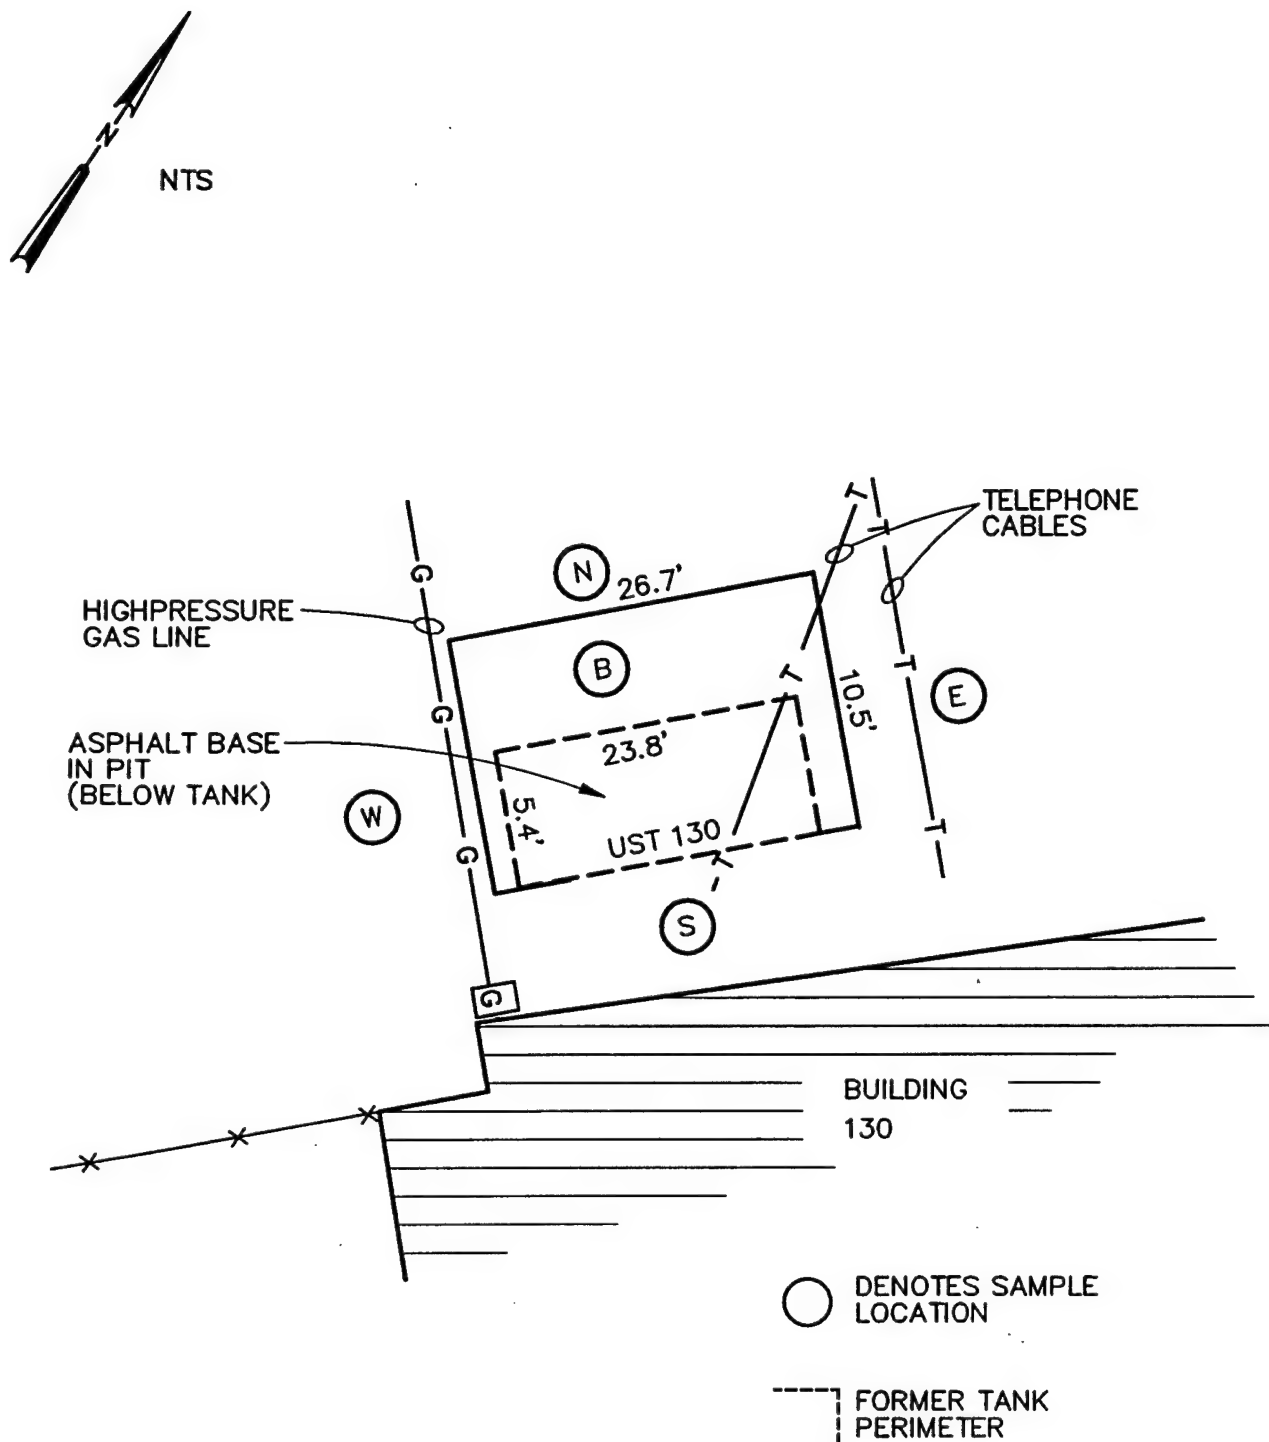 N
NTS
TELEPHONE
CABLES
T
T
N
26.7'
G
HIGHPRESSURE
GAS LINE
B
T
T
E
10.5'
G
ASPHALT BASE
IN PIT
(BELOW TANK)
23.8'
5.4'
W
UST 130
T
G
T
S
G
BUILDING
130
DENOTES SAMPLE
LOCATION
FORMER TANK
PERIMETER